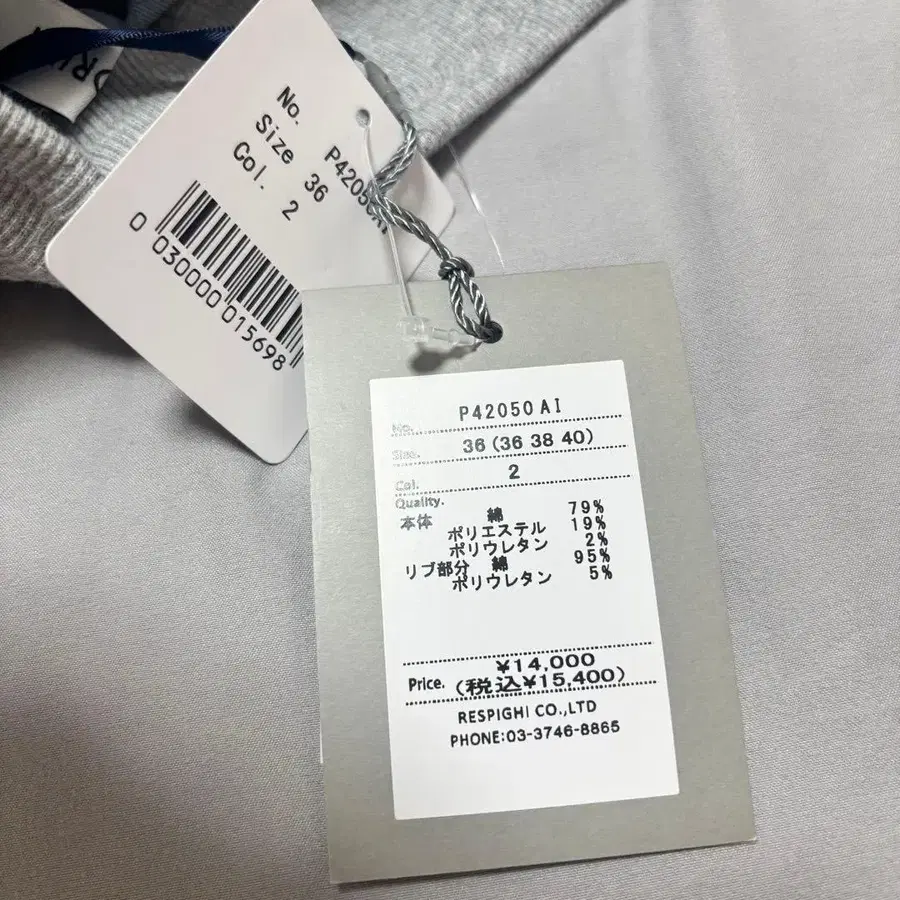 No. P42050AI
Size 36
Col. 2
0 030000 015698
No. P42050 AI
Size. 36 (36 38 40)
Col. 2
Quality.
本体 綿 79%
ポリエステル 19%
ポリウレタン 2%
リブ部分 綿 95%
ポリウレタン 5%
¥14,000
Price. (税込¥15,400)
RESPIGHI CO.,LTD
PHONE:03-3746-8865